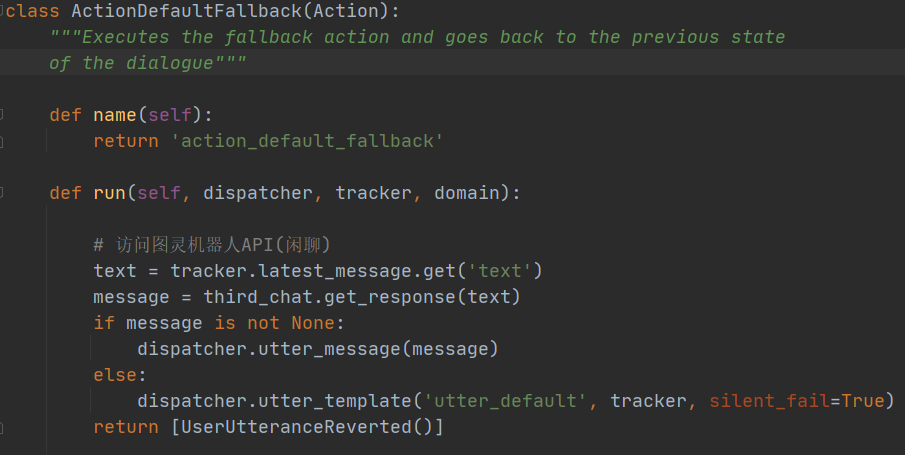 class ActionDefaultFallback(Action):
    """Executes the fallback action and goes back to the previous state
    of the dialogue"""

    def name(self):
        return 'action_default_fallback'

    def run(self, dispatcher, tracker, domain):

        # 访问图灵机器人API(闲聊)
        text = tracker.latest_message.get('text')
        message = third_chat.get_response(text)
        if message is not None:
            dispatcher.utter_message(message)
        else:
            dispatcher.utter_template('utter_default', tracker, silent_fail=True)
        return [UserUtteranceReverted()]